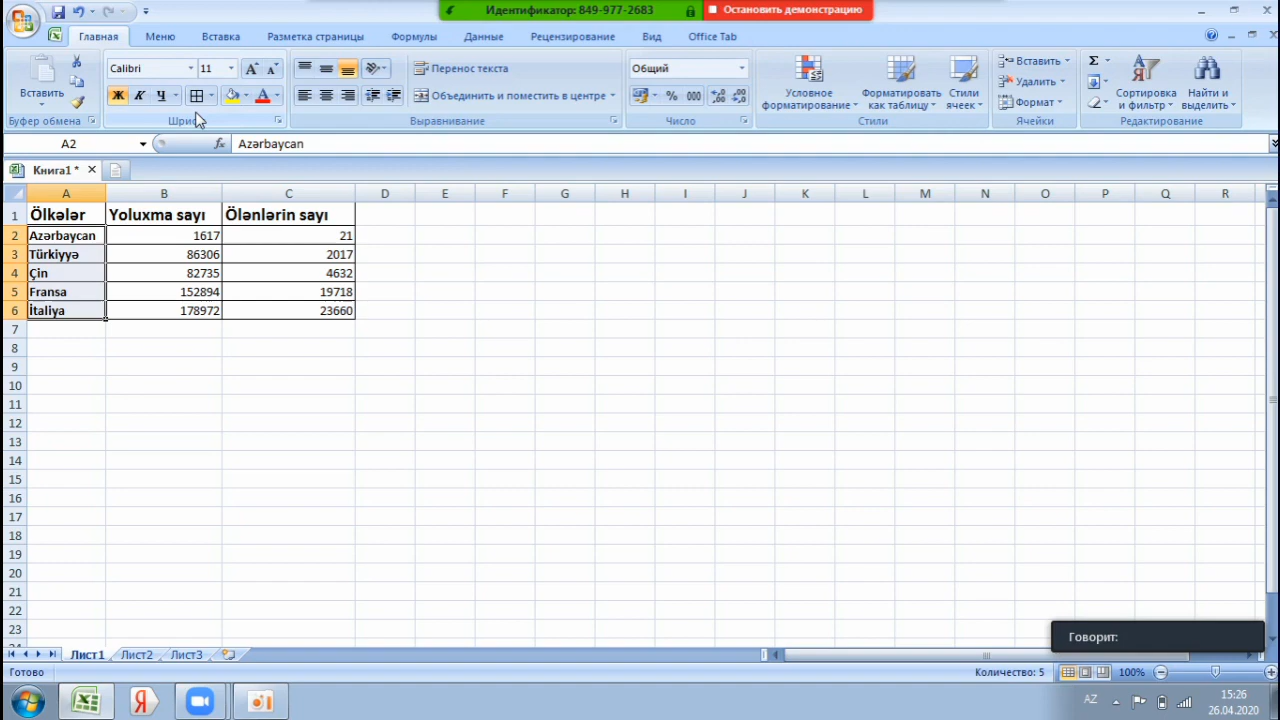 Идентификатор: 849-977-2683 Остановить демонстрацию
Главная Меню Вставка Разметка страницы Формулы Данные Рецензирование Вид Office Tab
Calibri 11 Перенос текста Общий Вставить
Вставить Ж К Ч А Объединить и поместить в центре % 000 Условное форматирование Форматировать как таблицу Стили ячеек Удалить Формат Σ Сортировка и фильтр Найти и выделить
Буфер обмена Выравнивание Число Стили Ячейки Редактирование
A2 fx Azərbaycan
Книга1 *
A B C D E F G H I J K L M N O P Q R
1 Ölkələr Yoluxma sayı Ölənlərin sayı
2 Azərbaycan 1617 21
3 Türkiyyə 86306 2017
4 Çin 82735 4632
5 Fransa 152894 19718
6 İtaliya 178972 23660
7
8
9
10
11
12
13
14
15
16
17
18
19
20
21
22
23
Говорит:
Лист1 Лист2 Лист3
Готово Количество: 5 100%
Я AZ 15:26
26.04.2020